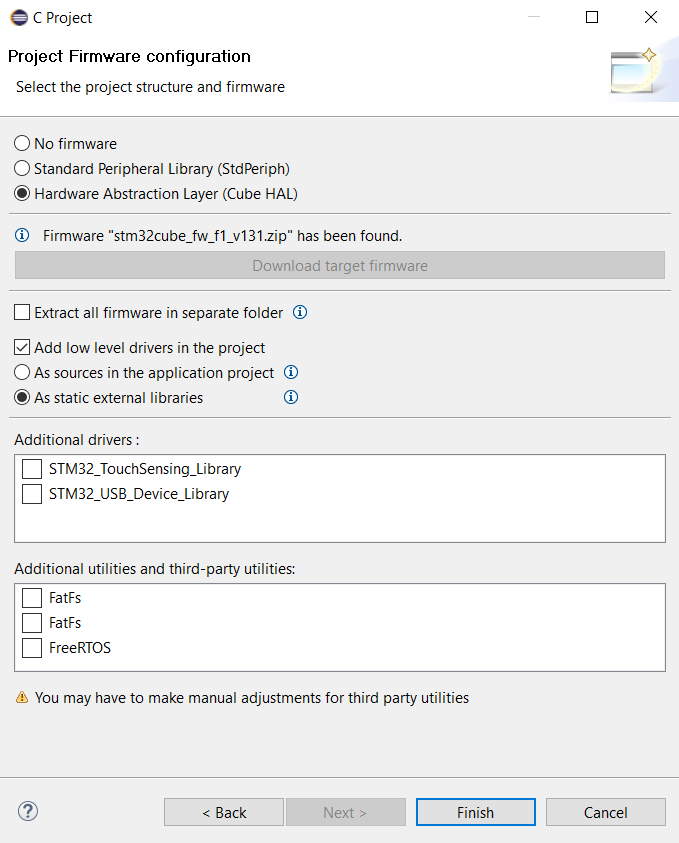 C Project
Project Firmware configuration
Select the project structure and firmware
No firmware
Standard Peripheral Library (StdPeriph)
Hardware Abstraction Layer (Cube HAL)
Firmware "stm32cube_fw_f1_v131.zip" has been found.
Download target firmware
Extract all firmware in separate folder
Add low level drivers in the project
As sources in the application project
As static external libraries
Additional drivers :
STM32_TouchSensing_Library
STM32_USB_Device_Library
Additional utilities and third-party utilities:
FatFs
FatFs
FreeRTOS
You may have to make manual adjustments for third party utilities
< Back Next > Finish Cancel